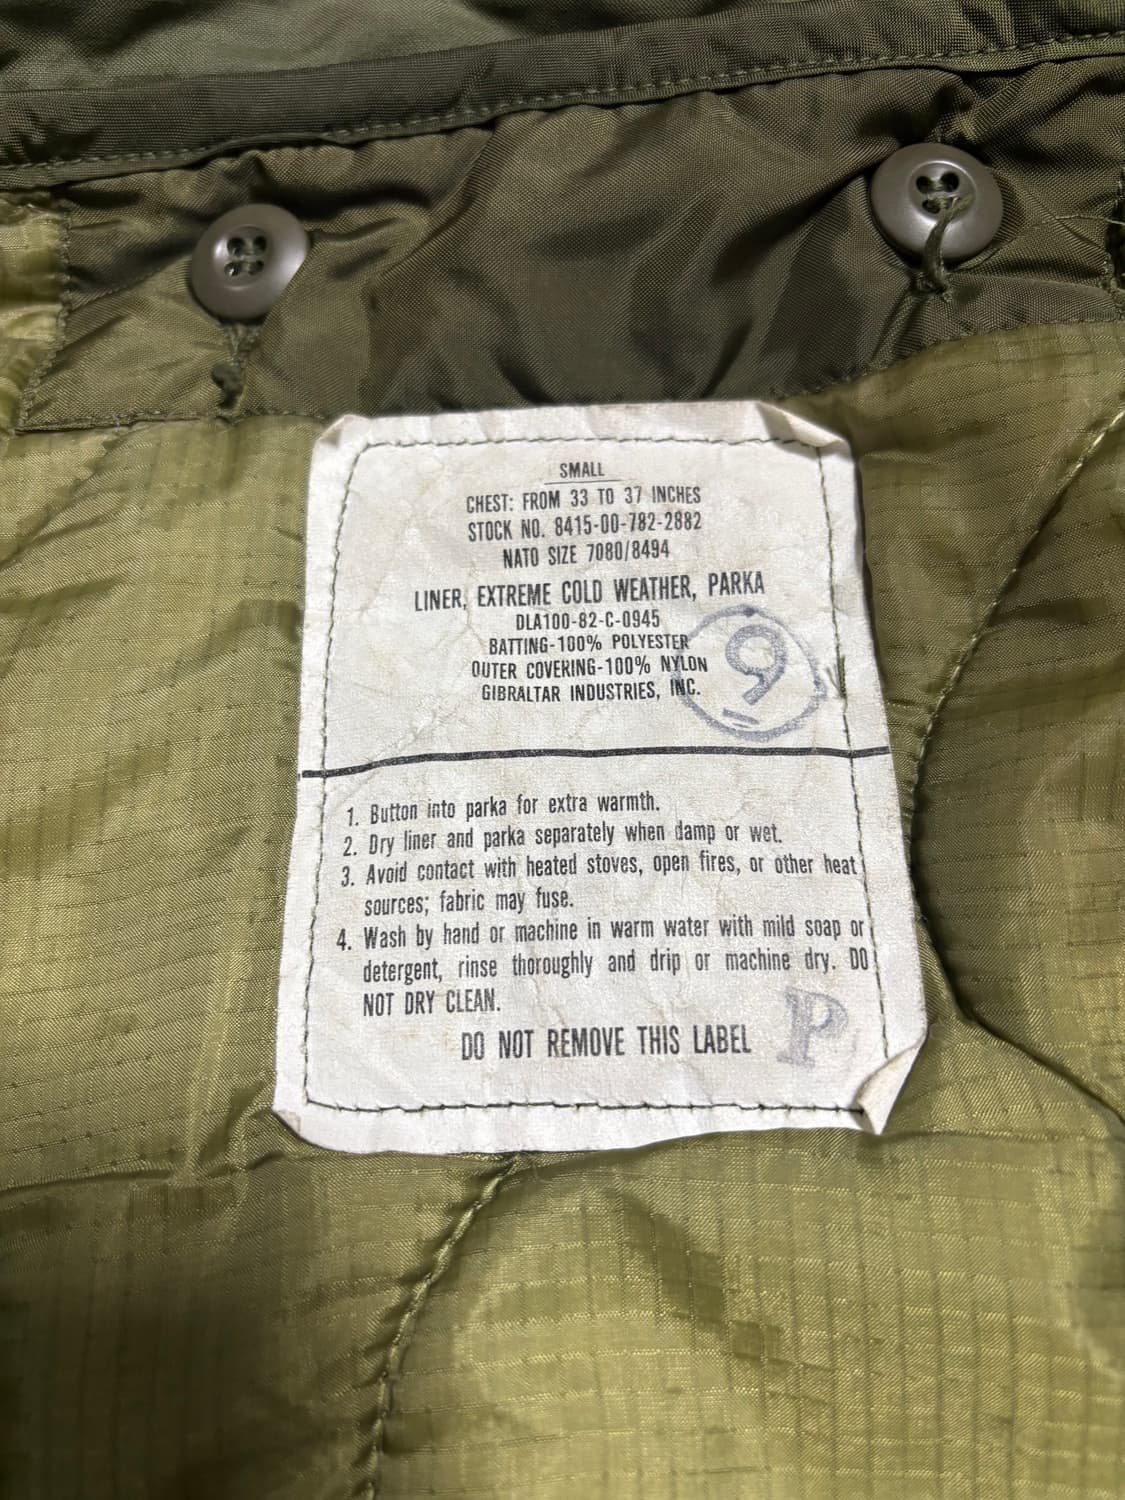 SMALL
CHEST: FROM 33 TO 37 INCHES
STOCK NO. 8415-00-782-2882
NATO SIZE 7080/8494
LINER, EXTREME COLD WEATHER, PARKA
DLA100-82-C-0945
BATTING-100% POLYESTER
OUTER COVERING-100% NYLON
GIBRALTAR INDUSTRIES, INC.
9
1. Button into parka for extra warmth.
2. Dry liner and parka separately when damp or wet.
3. Avoid contact with heated stoves, open fires, or other heat
sources; fabric may fuse.
4. Wash by hand or machine in warm water with mild soap or
detergent, rinse thoroughly and drip or machine dry. DO
NOT DRY CLEAN.
DO NOT REMOVE THIS LABEL
P